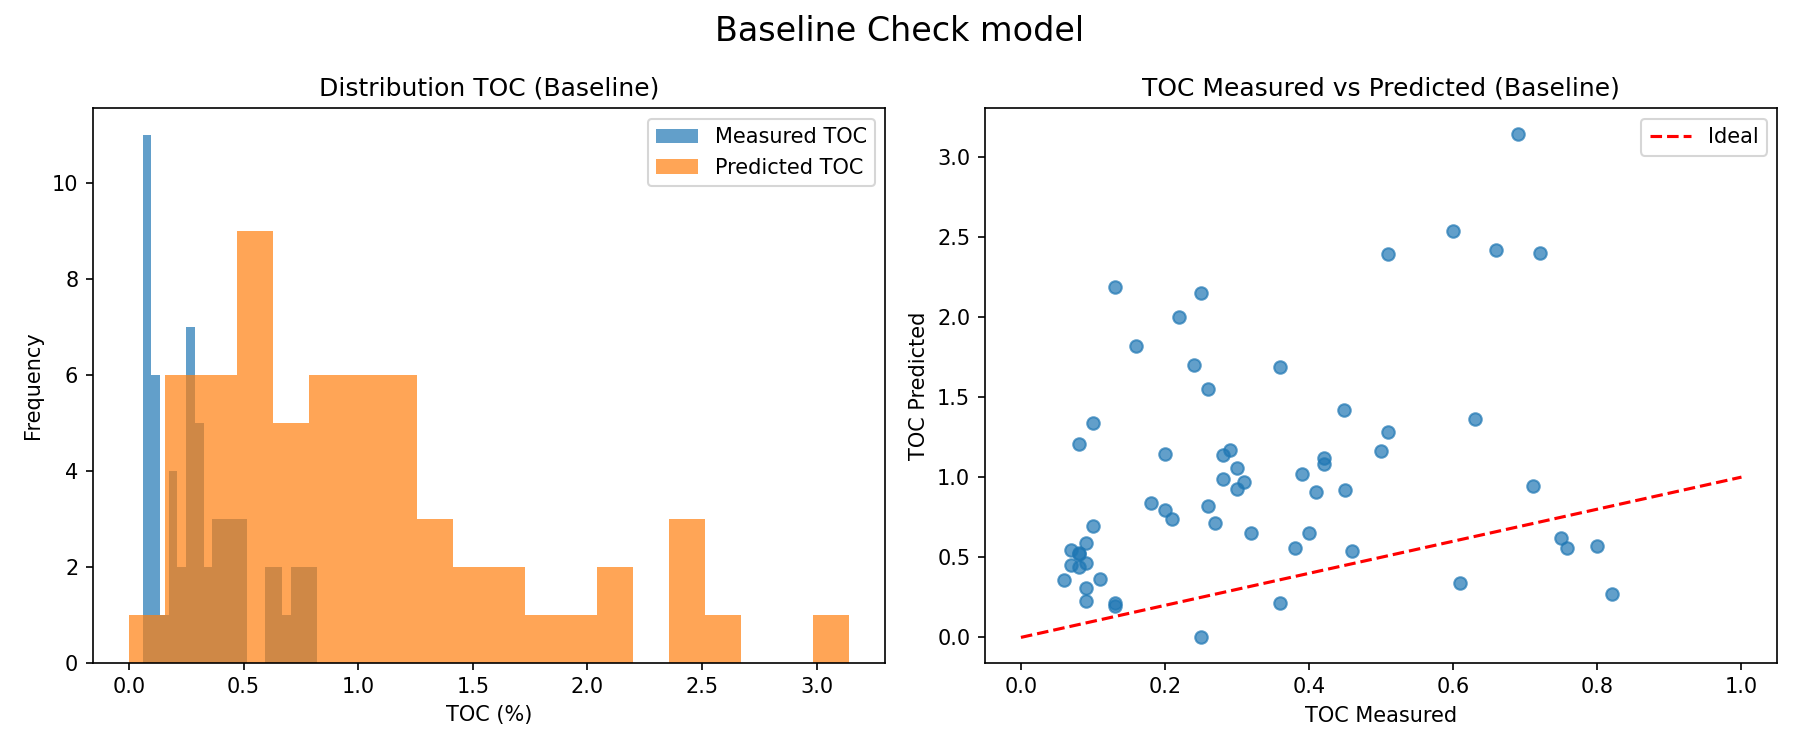 Baseline Check model
Distribution TOC (Baseline)
Measured TOC
Predicted TOC
Frequency
10
8
6
4
2
0
0.0 0.5 1.0 1.5 2.0 2.5 3.0
TOC (%)
TOC Measured vs Predicted (Baseline)
Ideal
TOC Predicted
3.0
2.5
2.0
1.5
1.0
0.5
0.0
0.0 0.2 0.4 0.6 0.8 1.0
TOC Measured